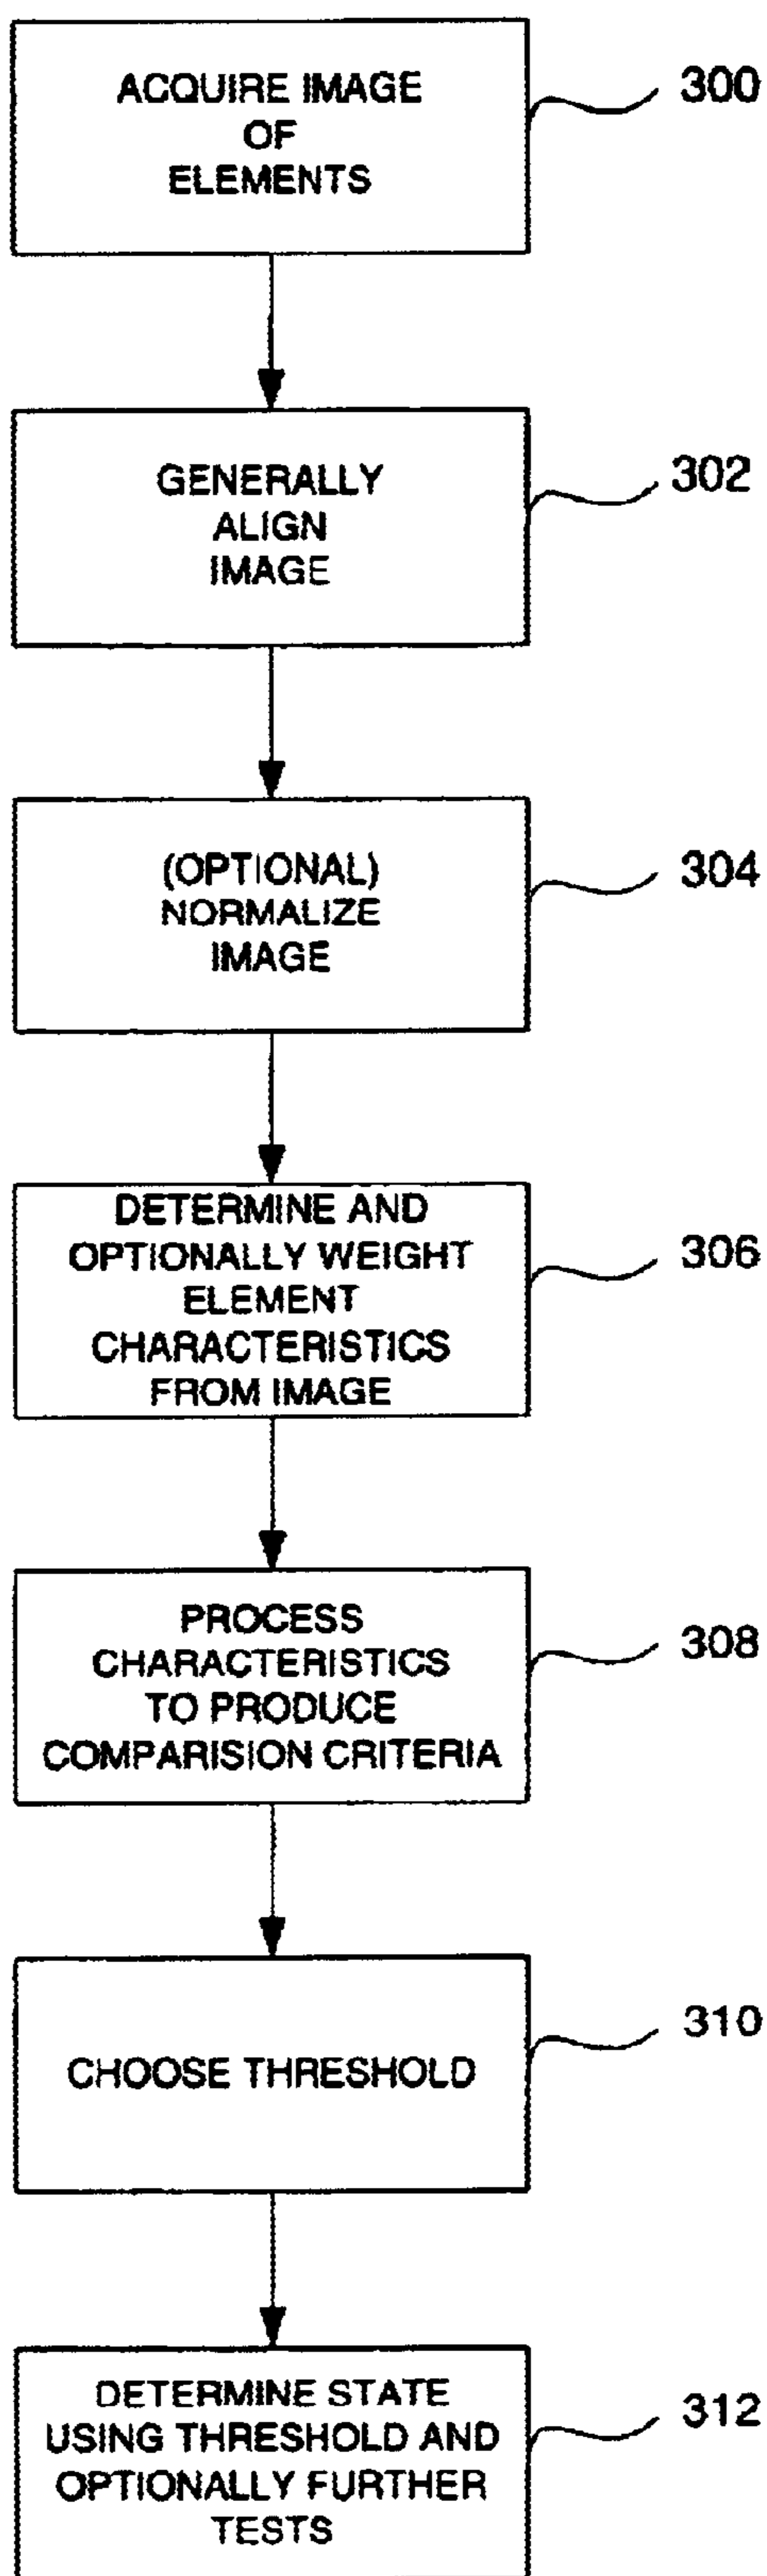 ACQUIRE IMAGE
OF
ELEMENTS
300
GENERALLY
ALIGN
IMAGE
302
(OPTIONAL)
NORMALIZE
IMAGE
304
DETERMINE AND
OPTIONALLY WEIGHT
ELEMENT
CHARACTERISTICS
FROM IMAGE
306
PROCESS
CHARACTERISTICS
TO PRODUCE
COMPARISION CRITERIA
308
CHOOSE THRESHOLD
310
DETERMINE STATE
USING THRESHOLD AND
OPTIONALLY FURTHER
TESTS
312